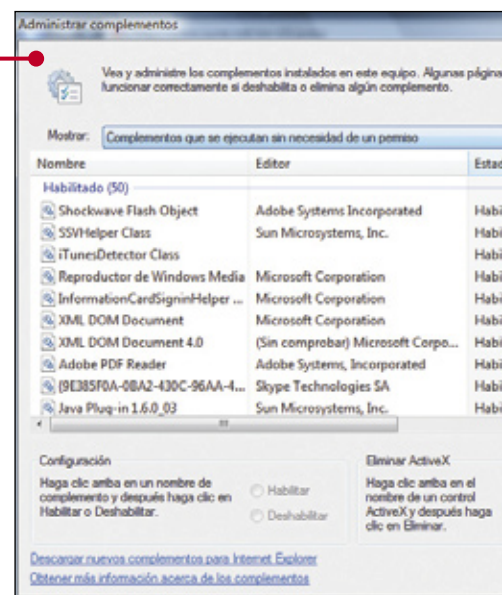 Administrar complementos
Vea y administre los complementos instalados en este equipo. Algunas página
funcionar correctamente si deshabilita o elimina algún complemento.
Mostrar: Complementos que se ejecutan sin necesidad de un permiso
Nombre Editor Estad
Habilitado (50)
Shockwave Flash Object Adobe Systems Incorporated Habi
SSVHelper Class Sun Microsystems, Inc. Habi
iTunesDetector Class Habi
Reproductor de Windows Media Microsoft Corporation Habi
InformationCardSigninHelper ... Microsoft Corporation Habi
XML DOM Document Microsoft Corporation Habi
XML DOM Document 4.0 (Sin comprobar) Microsoft Corpo... Habi
Adobe PDF Reader Adobe Systems, Incorporated Habi
{9E385F0A-0BA2-430C-96AA-4... Skype Technologies SA Habi
Java Plug-in 1.6.0_03 Sun Microsystems, Inc. Habi
Configuración
Haga clic arriba en un nombre de
complemento y después haga clic en
Habilitar o Deshabilitar.
Habilitar
Deshabilitar
Eliminar ActiveX
Haga clic arriba en el
nombre de un control
ActiveX y después haga
clic en Eliminar.
Descargar nuevos complementos para Internet Explorer
Obtener más información acerca de los complementos